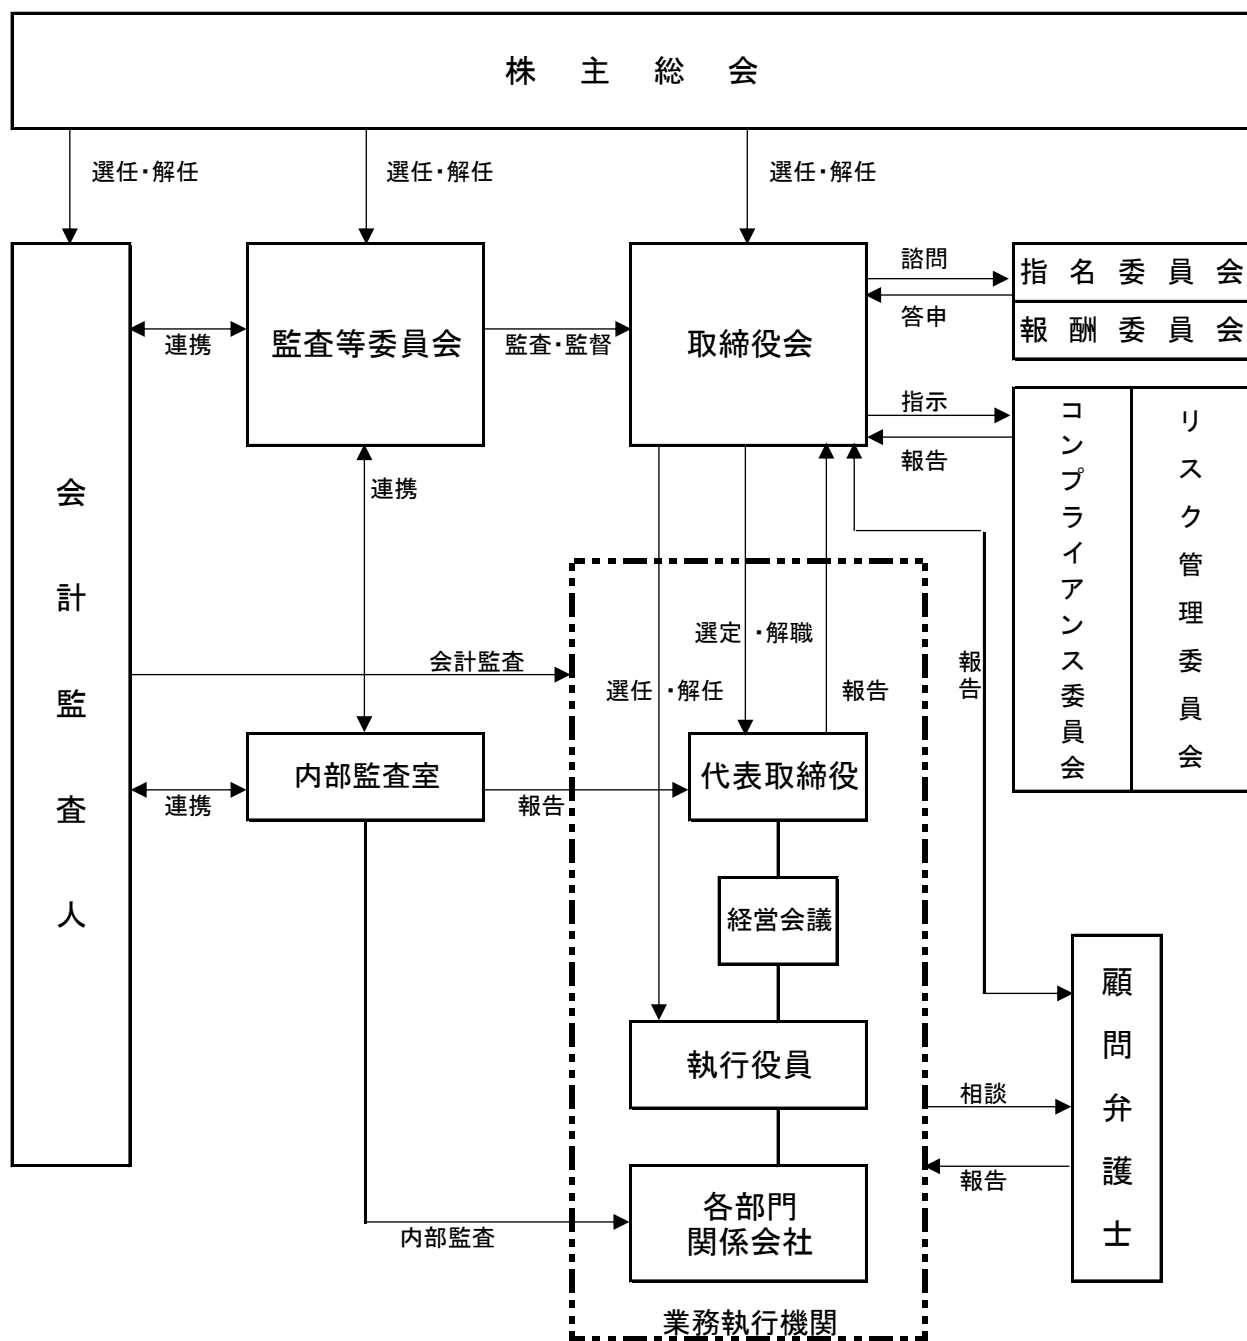 株主総会
選任・解任
選任・解任
選任・解任
諮問
指名委員会
答申
報酬委員会
監査等委員会
取締役会
連携
監査・監督
指示
報告
コンプライアンス委員会
リスク管理委員会
会計監査人
連携
選定・解職
会計監査
選任・解任
報告
報告
内部監査室
代表取締役
連携
報告
経営会議
顧問弁護士
執行役員
相談
報告
各部門
関係会社
内部監査
業務執行機関